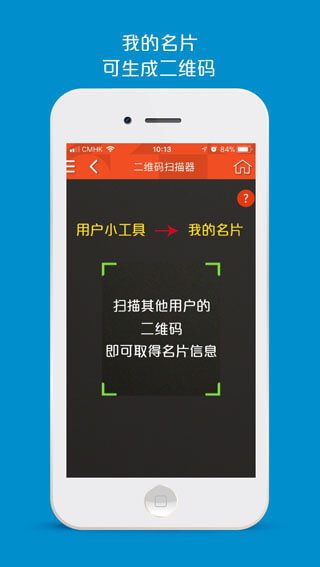 我的名片
可生成二维码
CMHK 10:13 84%
二维码扫描器
?
用户小工具 → 我的名片
扫描其他用户的
二维码
即可取得名片信息